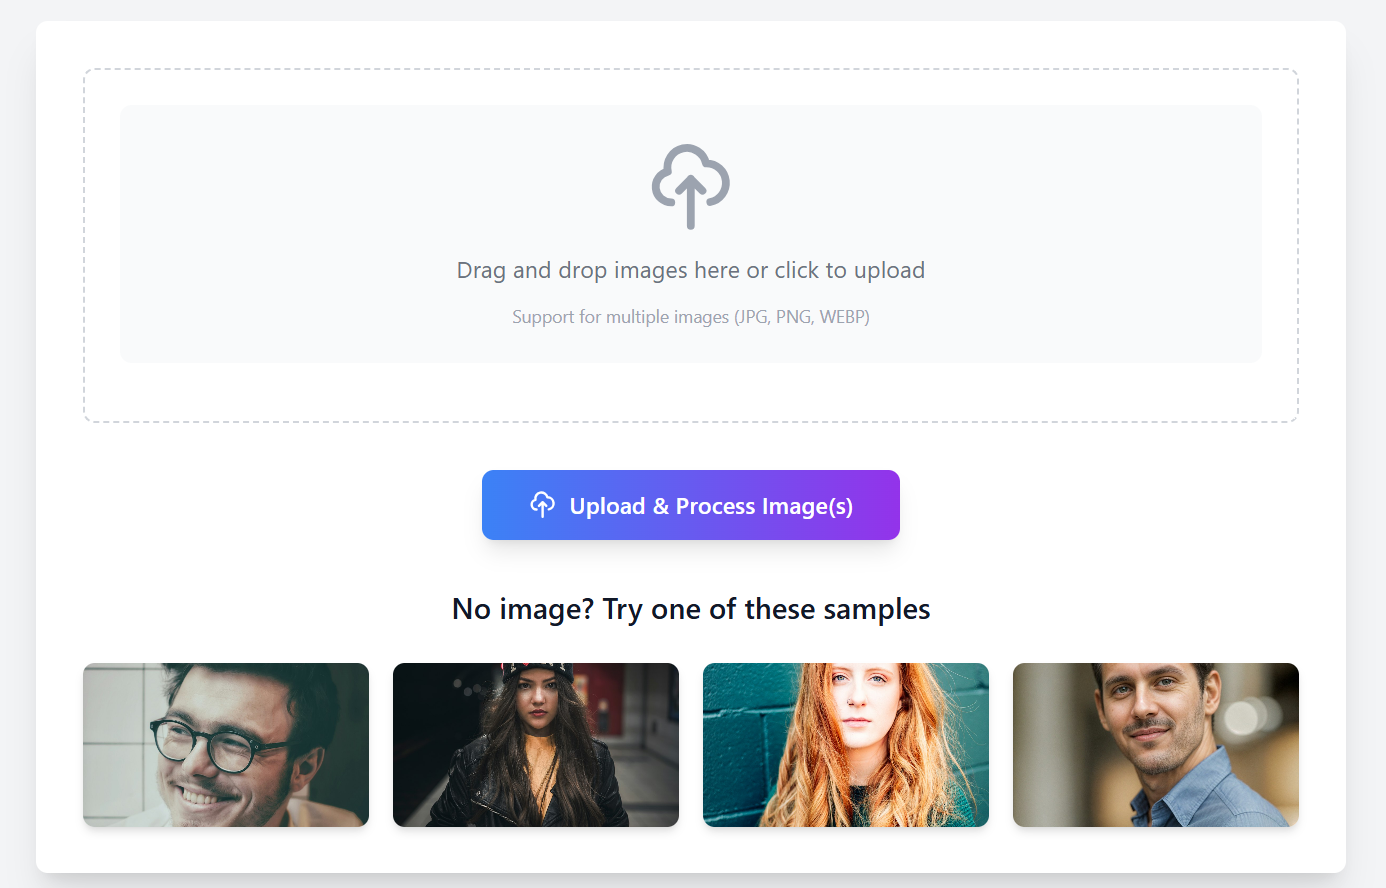 Drag and drop images here or click to upload
Support for multiple images (JPG, PNG, WEBP)
Upload & Process Image(s)
No image? Try one of these samples